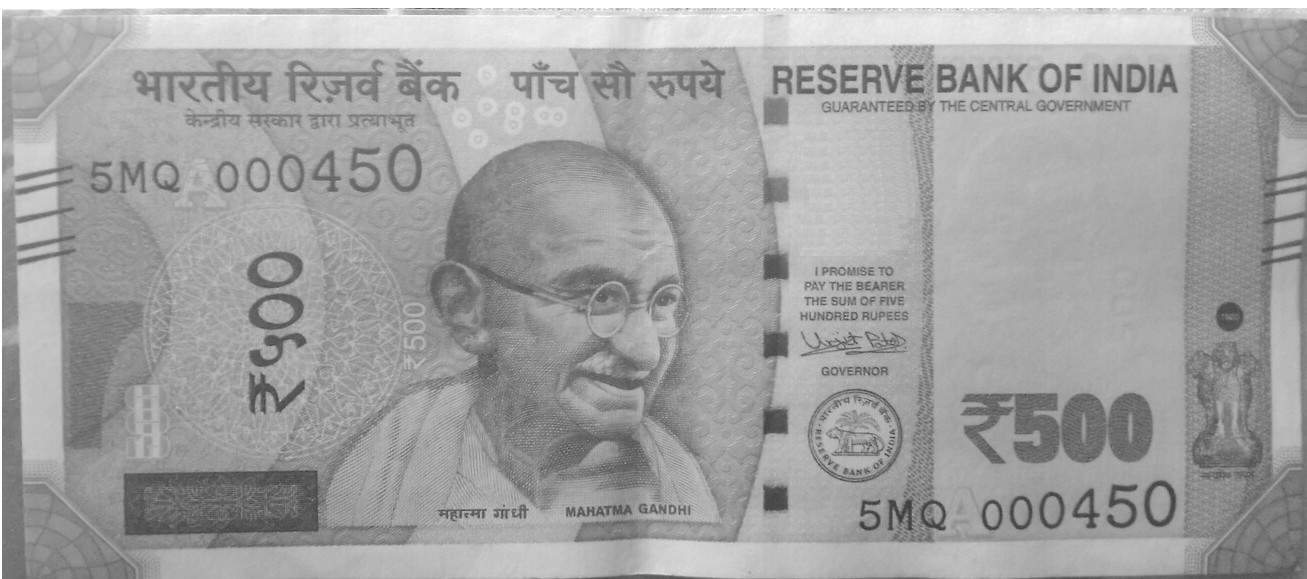 भारतीय रिज़र्व बैंक
केन्द्रीय सरकार द्वारा प्रत्याभूत
पाँच सौ रुपये
RESERVE BANK OF INDIA
GUARANTEED BY THE CENTRAL GOVERNMENT
5MQ 000450
₹५००
₹500
I PROMISE TO
PAY THE BEARER
THE SUM OF FIVE
HUNDRED RUPEES
Urjit Patel
GOVERNOR
भारतीय रिज़र्व बैंक
RESERVE BANK OF INDIA
₹500
5MQ 000450
महात्मा गांधी
MAHATMA GANDHI